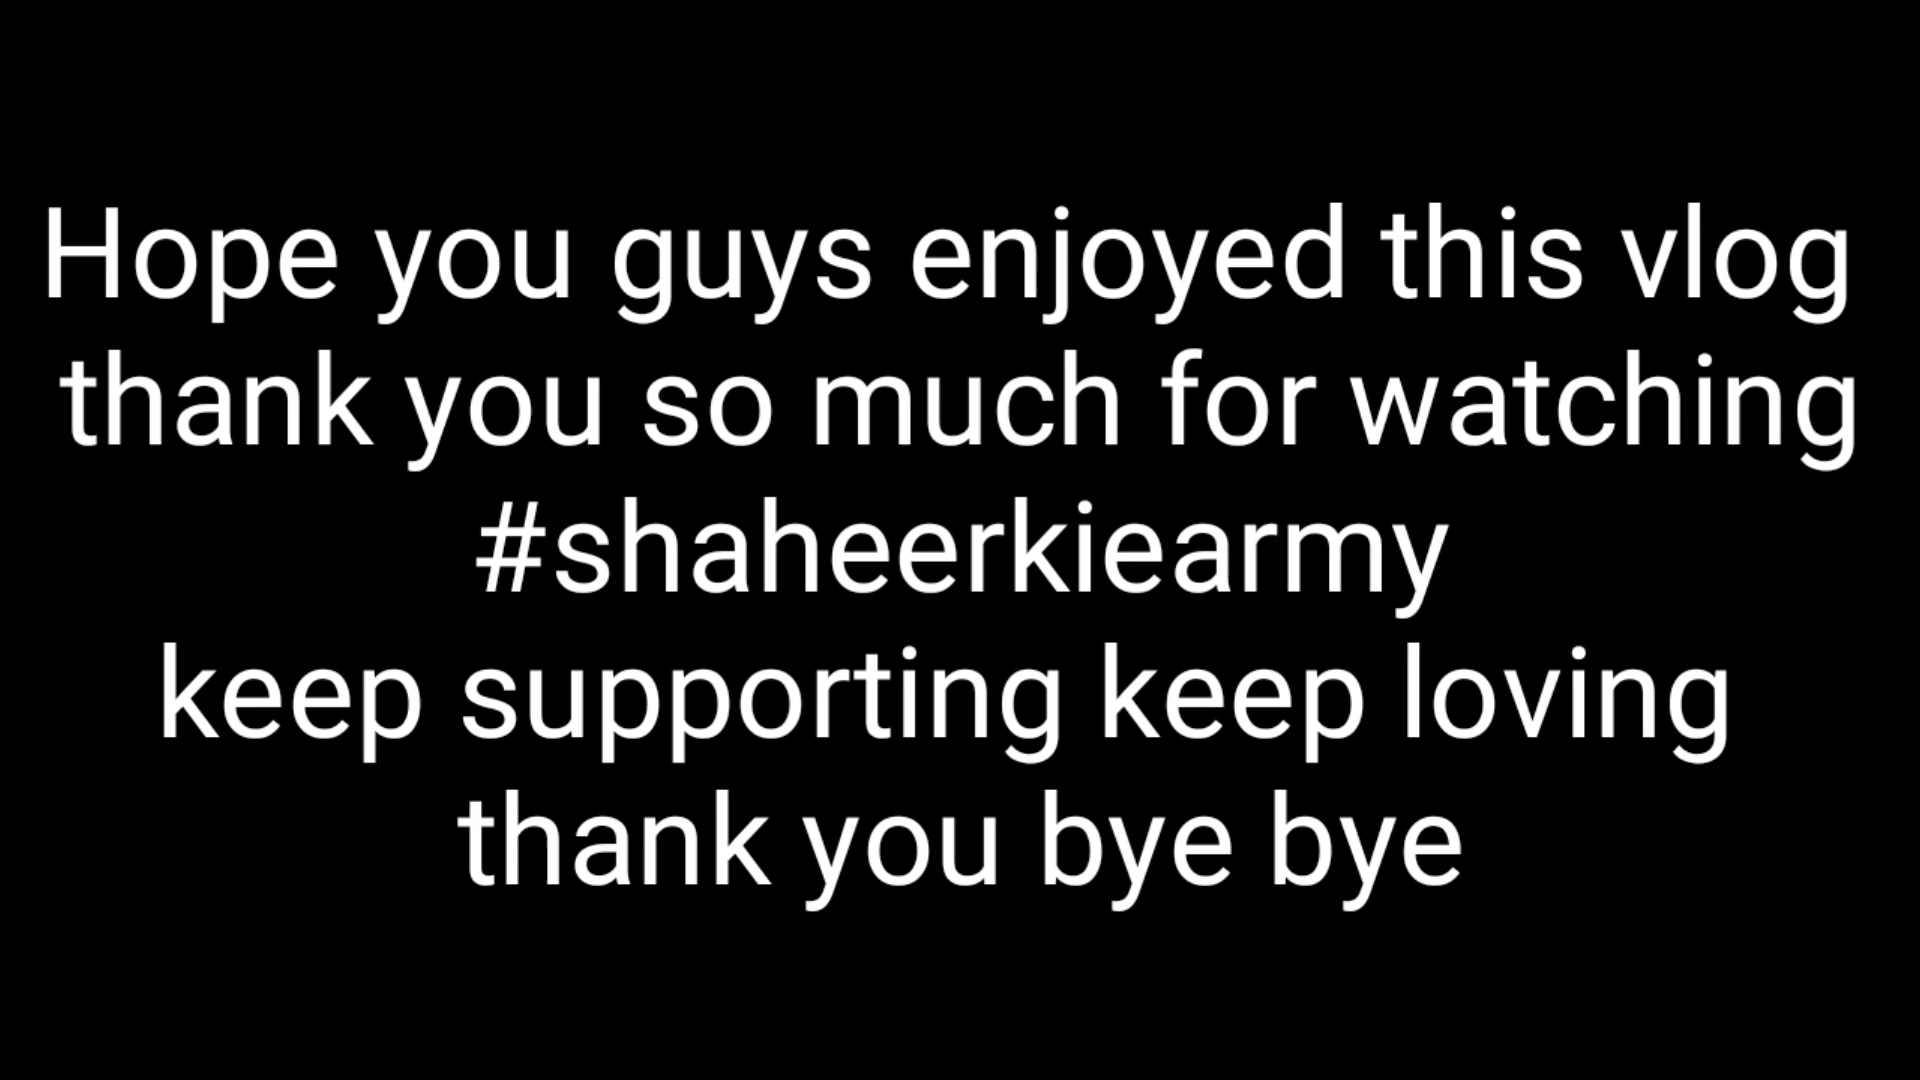 Hope you guys enjoyed this vlog
thank you so much for watching
#shaheerkiearmy
keep supporting keep loving
thank you bye bye